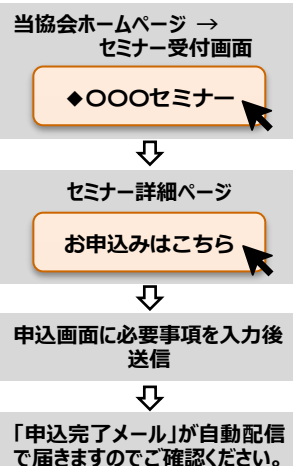 当協会ホームページ →
セミナー受付画面
◆〇〇〇セミナー
セミナー詳細ページ
お申込みはこちら
申込画面に必要事項を入力後
送信
「申込完了メール」が自動配信
で届きますのでご確認ください。